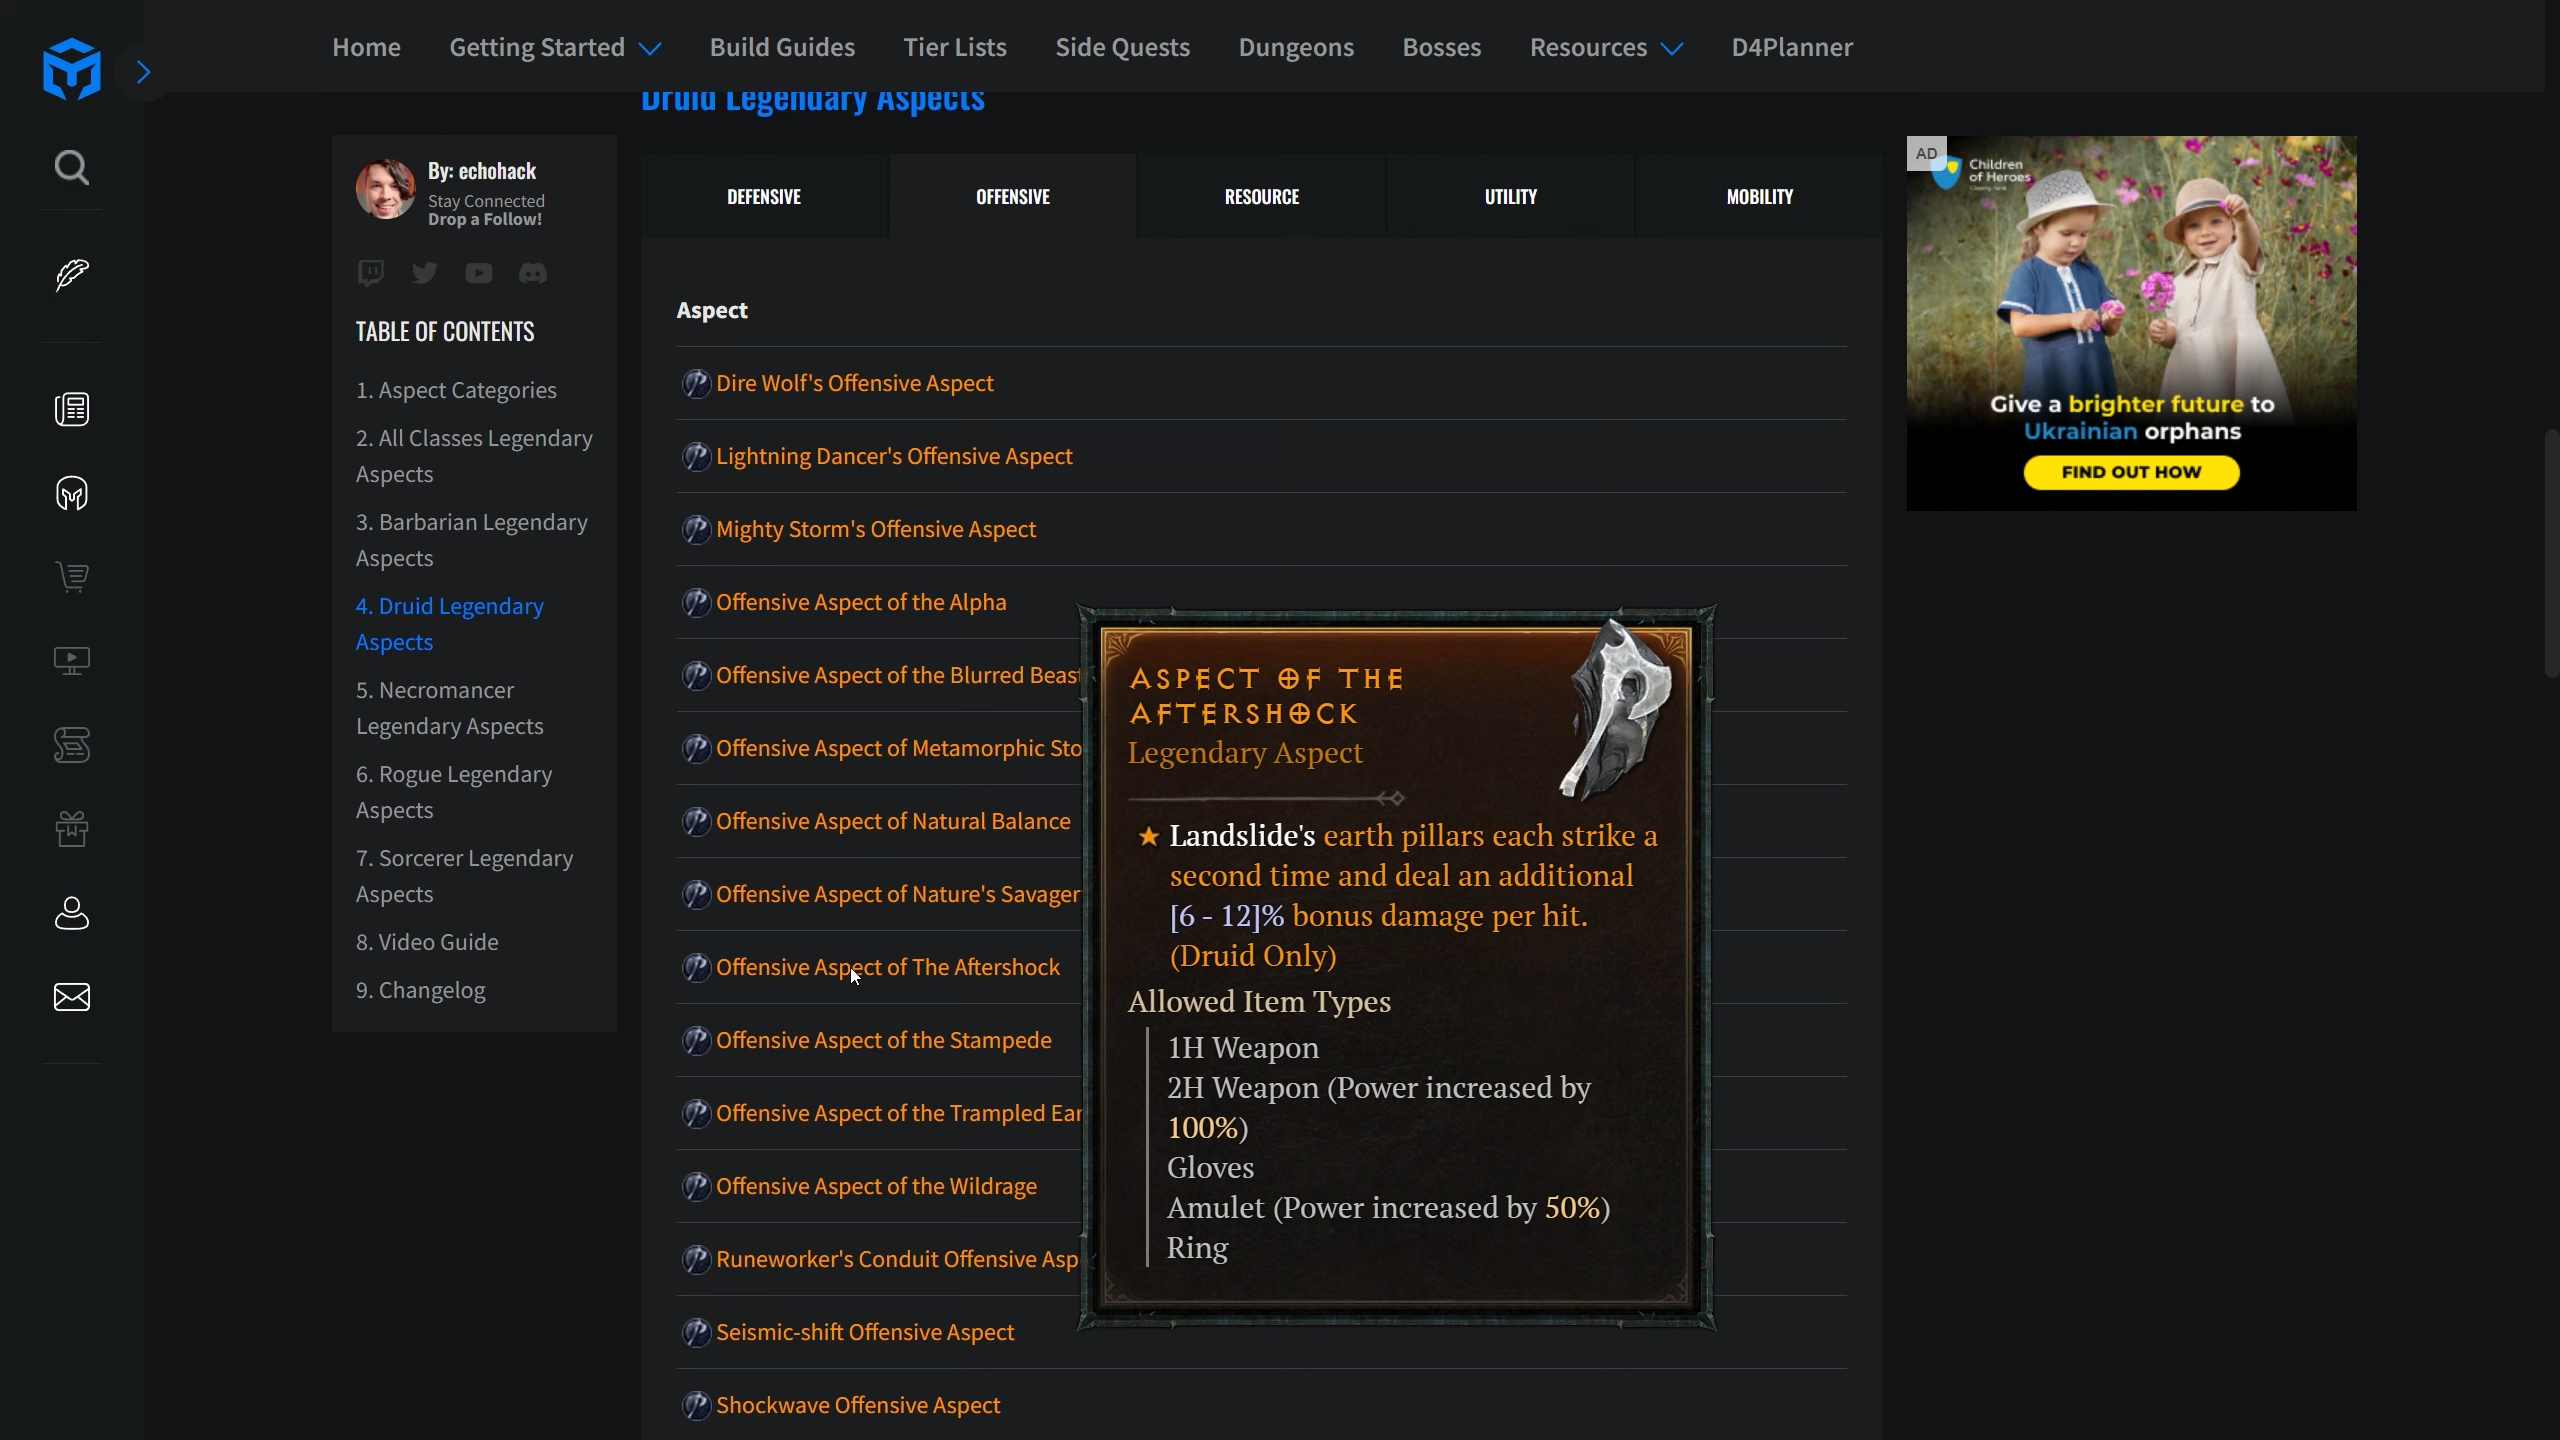 Home
Getting Started
Build Guides
Tier Lists
Side Quests
Dungeons
Bosses
Resources
D4Planner
Druid Legendary Aspects
By: echohack
Stay Connected
Drop a Follow!
TABLE OF CONTENTS
1. Aspect Categories
2. All Classes Legendary
Aspects
3. Barbarian Legendary
Aspects
4. Druid Legendary
Aspects
5. Necromancer
Legendary Aspects
6. Rogue Legendary
Aspects
7. Sorcerer Legendary
Aspects
8. Video Guide
9. Changelog
DEFENSIVE
OFFENSIVE
RESOURCE
UTILITY
MOBILITY
Aspect
Dire Wolf's Offensive Aspect
Lightning Dancer's Offensive Aspect
Mighty Storm's Offensive Aspect
Offensive Aspect of the Alpha
Offensive Aspect of the Blurred Beast
Offensive Aspect of Metamorphic Sto
Offensive Aspect of Natural Balance
Offensive Aspect of Nature's Savager
Offensive Aspect of The Aftershock
Offensive Aspect of the Stampede
Offensive Aspect of the Trampled Ear
Offensive Aspect of the Wildrage
Runeworker's Conduit Offensive Asp
Seismic-shift Offensive Aspect
Shockwave Offensive Aspect
ASPECT OF THE
AFTERSHOCK
Legendary Aspect
★ Landslide's earth pillars each strike a
second time and deal an additional
[6 - 12]% bonus damage per hit.
(Druid Only)
Allowed Item Types
1H Weapon
2H Weapon (Power increased by
100%)
Gloves
Amulet (Power increased by 50%)
Ring
AD
Children
of Heroes
Give a brighter future to
Ukrainian orphans
FIND OUT HOW